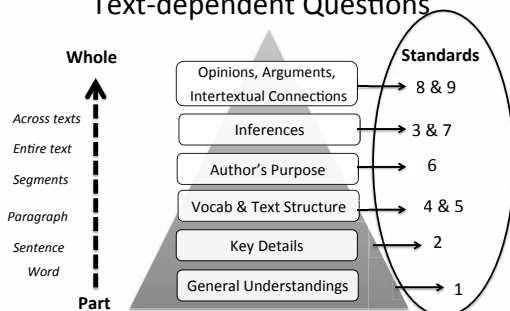 Text-dependent Questions
Whole
Standards
Opinions, Arguments,
Intertextual Connections
8 & 9
Across texts
Inferences
3 & 7
Entire text
Author's Purpose
6
Segments
Vocab & Text Structure
4 & 5
Paragraph
Key Details
2
Sentence
Word
General Understandings
1
Part